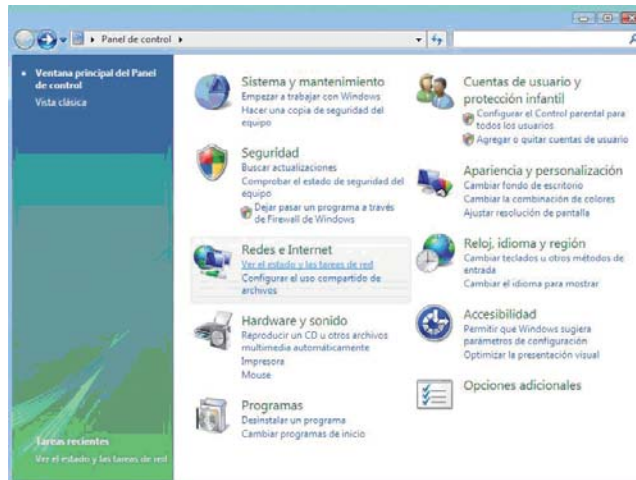 Panel de control
Ventana principal del Panel
de control
Vista clásica
Sistema y mantenimiento
Empezar a trabajar con Windows
Hacer una copia de seguridad del
equipo
Seguridad
Buscar actualizaciones
Comprobar el estado de seguridad del
equipo
Dejar pasar un programa a través
de Firewall de Windows
Redes e Internet
Ver el estado y las tareas de red
Configurar el uso compartido de
archivos
Hardware y sonido
Reproducir un CD u otros archivos
multimedia automáticamente
Impresora
Mouse
Programas
Desinstalar un programa
Cambiar programas de inicio
Cuentas de usuario y
protección infantil
Configurar el Control parental para
todos los usuarios
Agregar o quitar cuentas de usuario
Apariencia y personalización
Cambiar fondo de escritorio
Cambiar la combinación de colores
Ajustar resolución de pantalla
Reloj, idioma y región
Cambiar teclados u otros métodos de
entrada
Cambiar el idioma para mostrar
Accesibilidad
Permitir que Windows sugiera
parámetros de configuración
Optimizar la presentación visual
Opciones adicionales
Tareas recientes
Ver el estado y las tareas de red